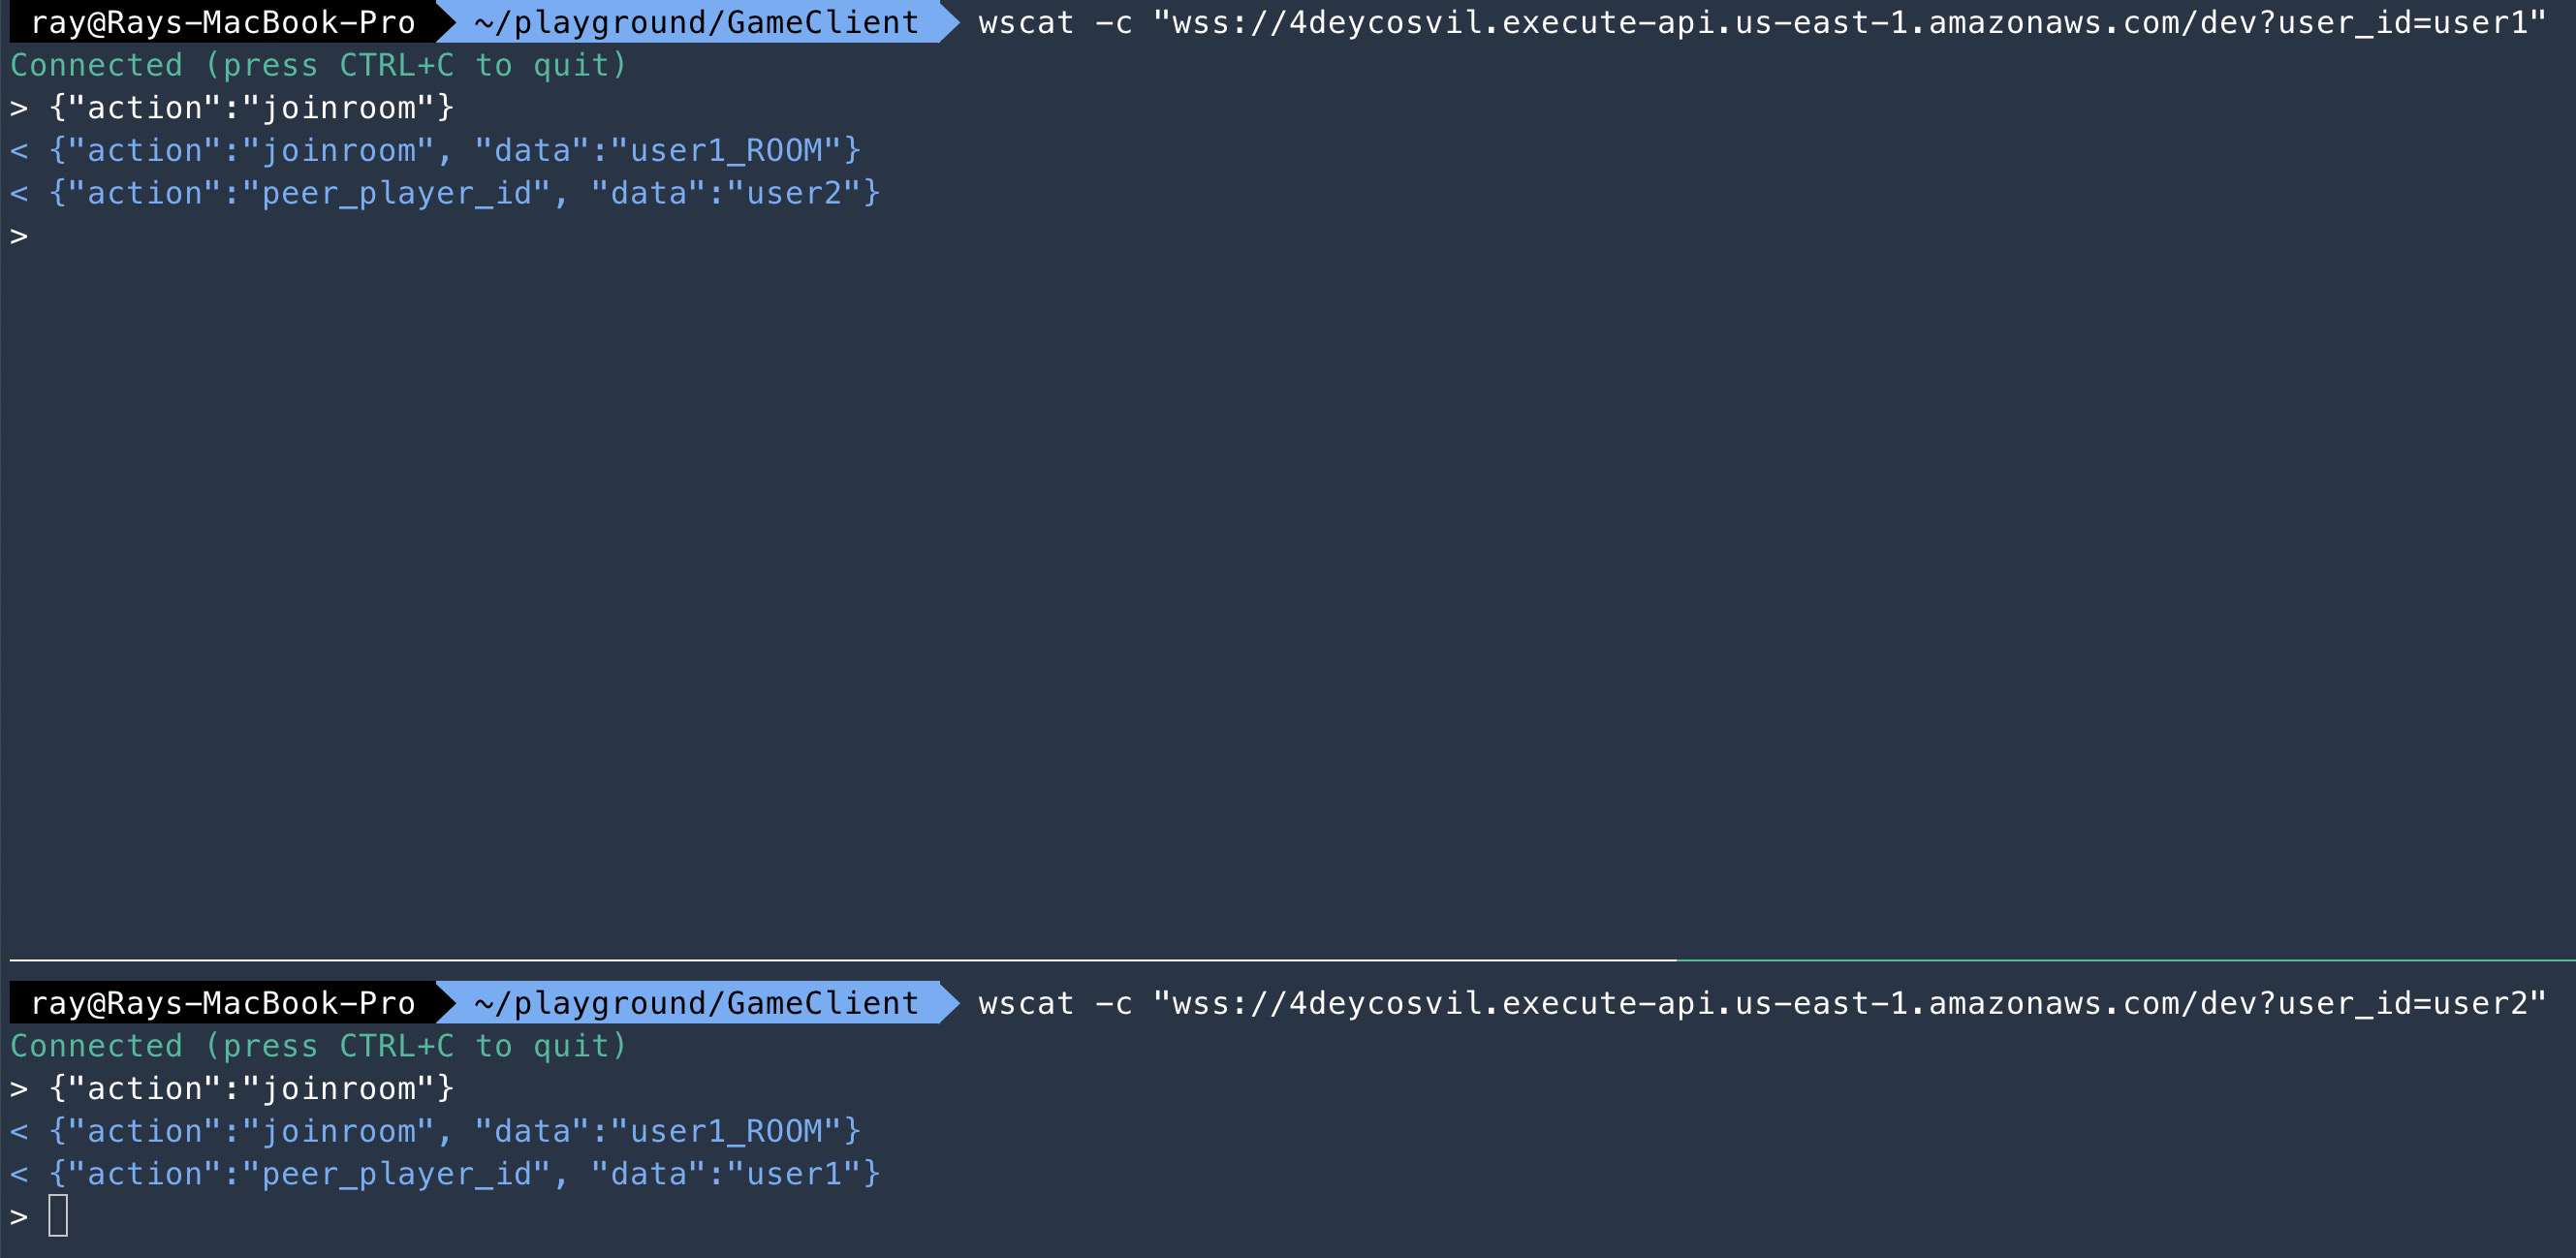 ray@Rays-MacBook-Pro ~/playground/GameClient wscat -c "wss://4deycosvil.execute-api.us-east-1.amazonaws.com/dev?user_id=user1"
Connected (press CTRL+C to quit)
> {"action":"joinroom"}
< {"action":"joinroom", "data":"user1_ROOM"}
< {"action":"peer_player_id", "data":"user2"}
>
ray@Rays-MacBook-Pro ~/playground/GameClient wscat -c "wss://4deycosvil.execute-api.us-east-1.amazonaws.com/dev?user_id=user2"
Connected (press CTRL+C to quit)
> {"action":"joinroom"}
< {"action":"joinroom", "data":"user1_ROOM"}
< {"action":"peer_player_id", "data":"user1"}
>